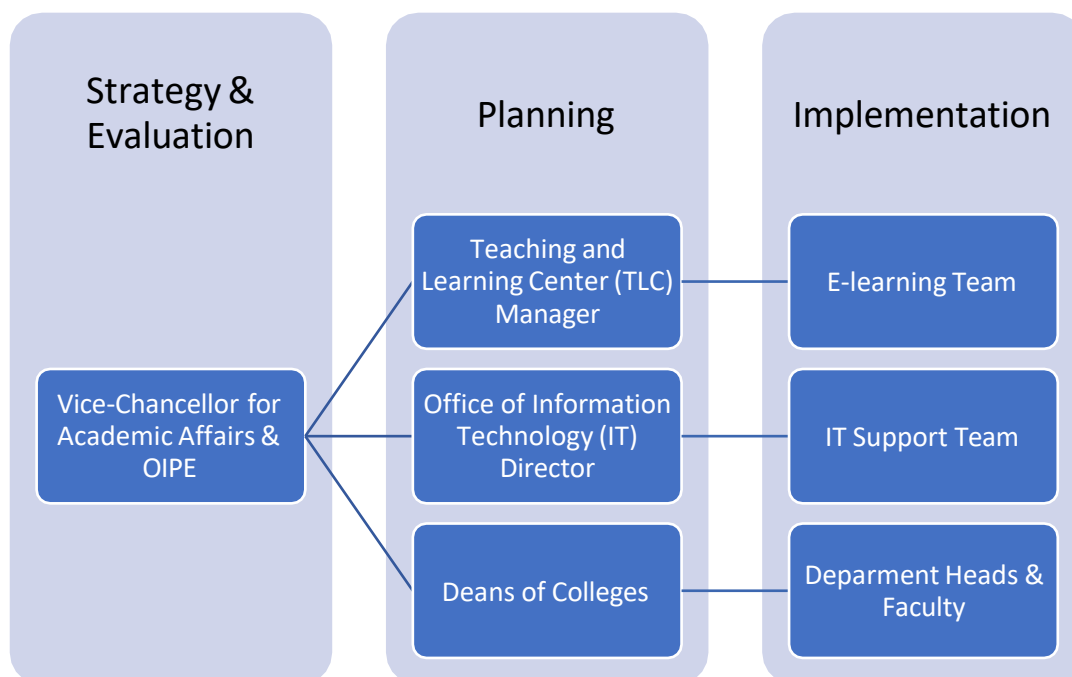 Strategy &
Evaluation
Planning
Implementation
Vice-Chancellor for
Academic Affairs &
OIPE
Teaching and
Learning Center (TLC)
Manager
E-learning Team
Office of Information
Technology (IT)
Director
IT Support Team
Deans of Colleges
Deparment Heads &
Faculty